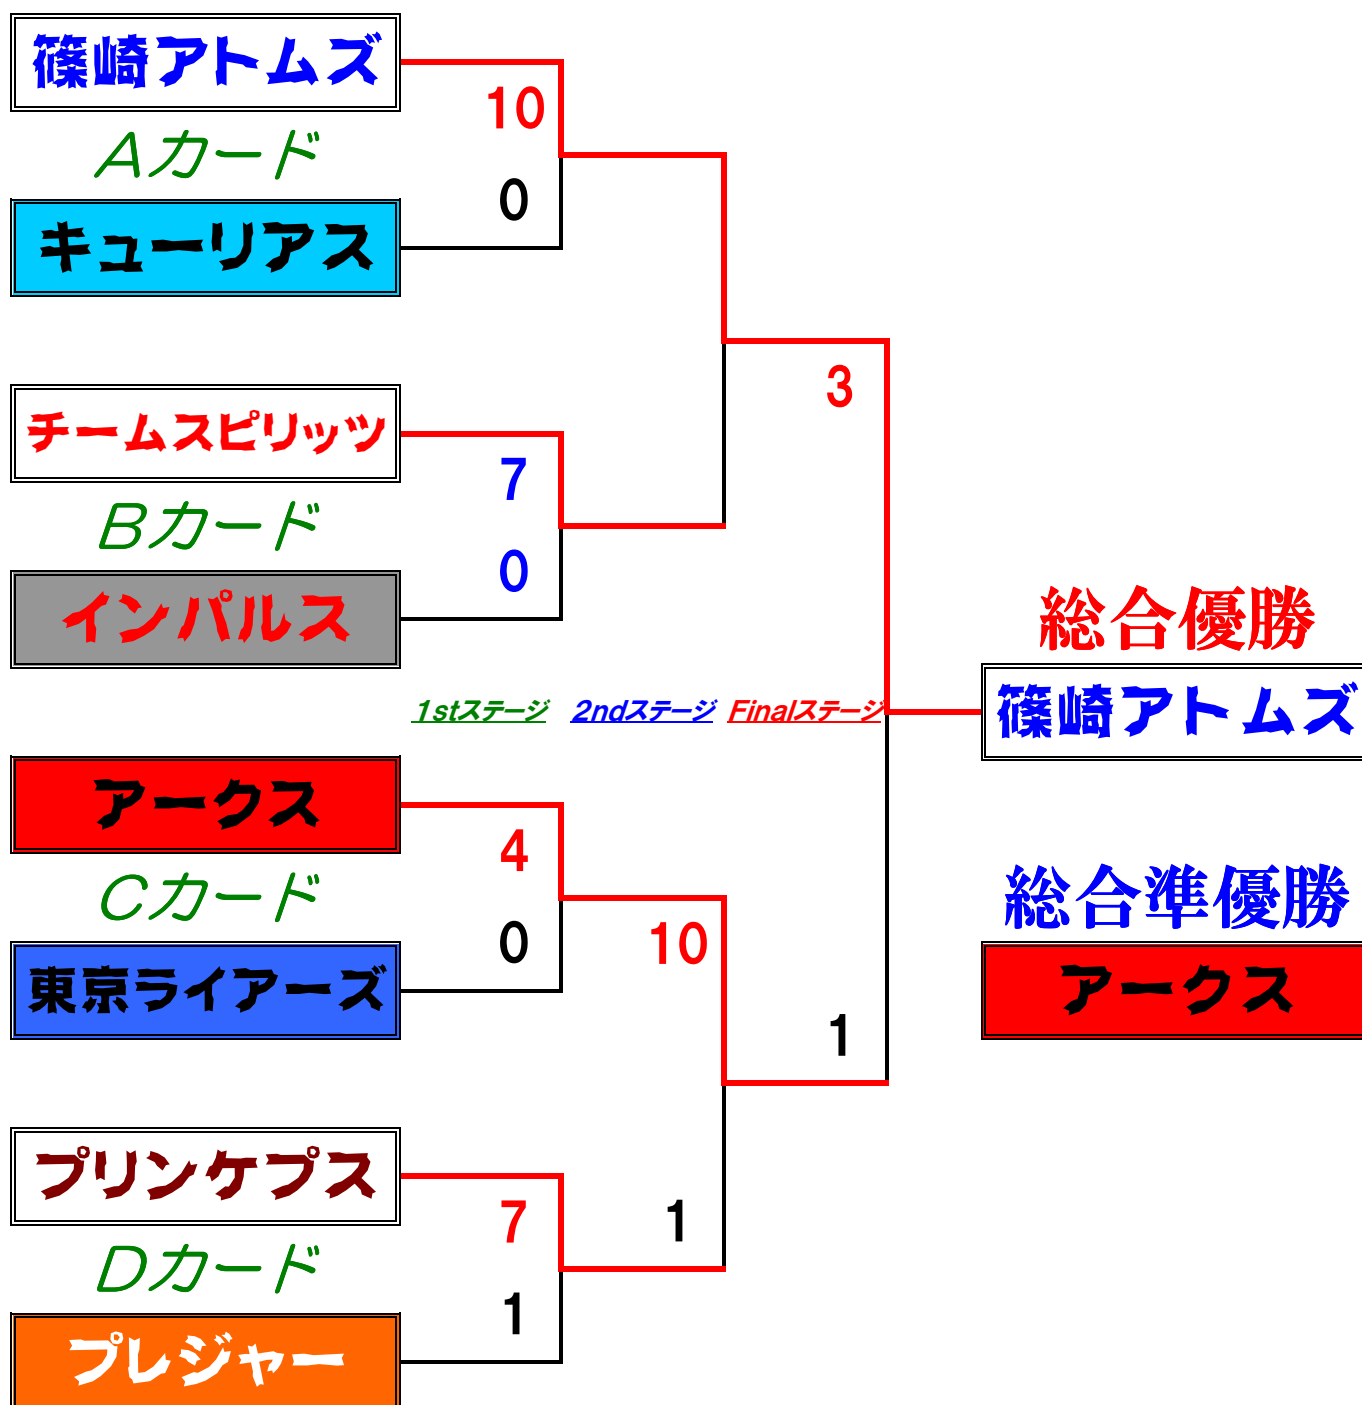 篠崎アトムズ
10
Aカード
0
キューリアス
3
チームスピリッツ
7
Bカード
0
インパルス
総合優勝
1stステージ 2ndステージ Finalステージ
篠崎アトムズ
アークス
4
Cカード
0
10
総合準優勝
東京ライアーズ
アークス
1
プリンケプス
7
1
Dカード
1
プレジャー